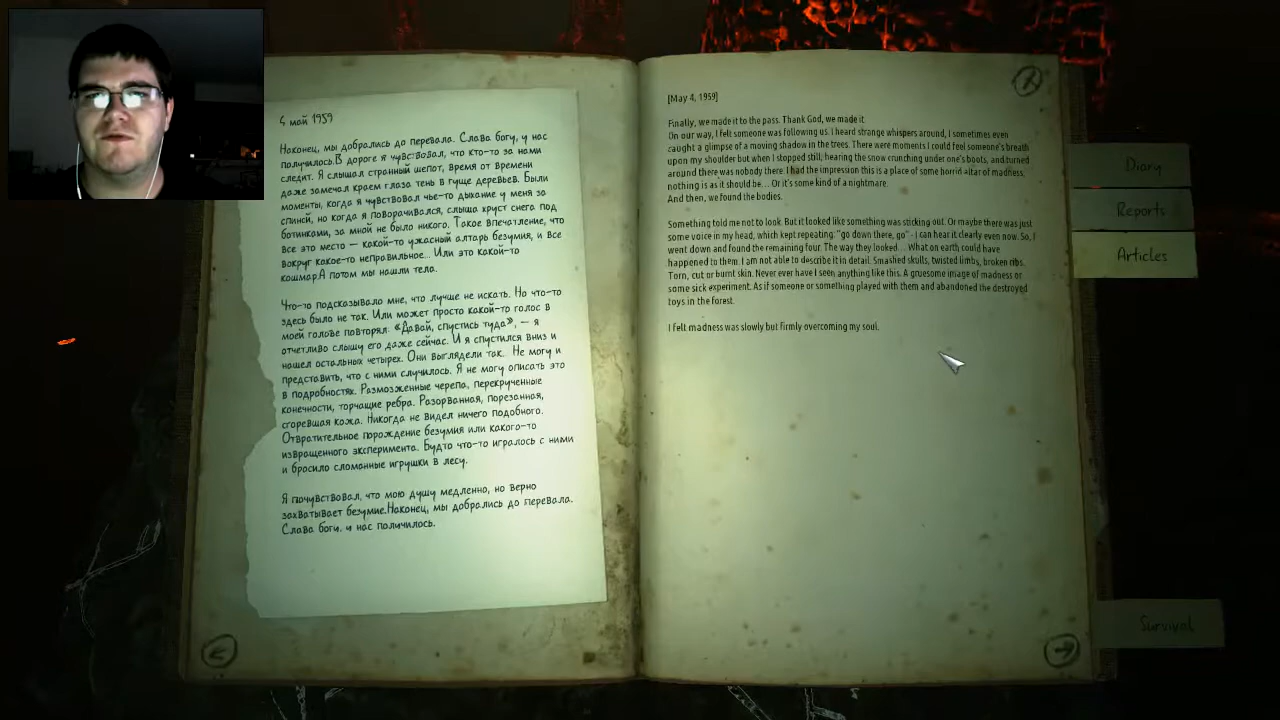 4 май 1959
Наконец, мы добрались до перевала. Слава богу, у нас
получилось.В дороге я чувствовал, что кто-то за нами
следит. Я слышал странный шепот, время от времени
даже замечал краем глаза тень в гуще деревьев. Были
моменты, когда я чувствовал чье-то дыхание у меня за
спиной, но когда я поворачивался, слыша хруст снега под
ботинками, за мной не было никого. Такое впечатление, что
все это место — какой-то ужасный алтарь безумия, и все
вокруг какое-то неправильное... Или это какой-то
кошмар.А потом мы нашли тела.
Что-то подсказывало мне, что лучше не искать. Но что-то
здесь было не так. Или может просто какой-то голос в
моей голове повторял: «Давай, спустись туда», — я
отчетливо слышу его даже сейчас. И я спустился вниз и
нашел остальных четырех. Они выглядели так.. Не могу и
представить, что с ними случилось. Я не могу описать это
в подробностях. Размозженные черепа, перекрученные
конечности, торчащие ребра. Разорванная, порезанная,
сгоревшая кожа. Никогда не видел ничего подобного.
Отвратительное порождение безумия или какого-то
извращенного эксперимента. Будто что-то игралось с ними
и бросило сломанные игрушки в лесу.
Я почувствовал, что мою душу медленно, но верно
захватывает безумие.Наконец, мы добрались до перевала.
Слава боги. и нас поличилось.
[May 4, 1959]
Finally, we made it to the pass. Thank God, we made it.
On our way, I felt someone was following us. I heard strange whispers around, I sometimes even
caught a glimpse of a moving shadow in the trees. There were moments I could feel someone's breath
upon my shoulder but when I stopped still, hearing the snow crunching under one's boots, and turned
around there was nobody there. I had the impression this is a place of some horrid altar of madness,
nothing is as it should be... Or it's some kind of a nightmare.
And then, we found the bodies.
Something told me not to look. But it looked like something was sticking out. Or maybe there was just
some voice in my head, which kept repeating: "go down there, go" - I can hear it clearly even now. So, I
went down and found the remaining four. The way they looked... What on earth could have
happened to them. I am not able to describe it in detail. Smashed skulls, twisted limbs, broken ribs.
Torn, cut or burnt skin. Never ever have I seen anything like this. A gruesome image of madness or
some sick experiment. As if someone or something played with them and abandoned the destroyed
toys in the forest.
I felt madness was slowly but firmly overcoming my soul.
Diary
Reports
Articles
Survival